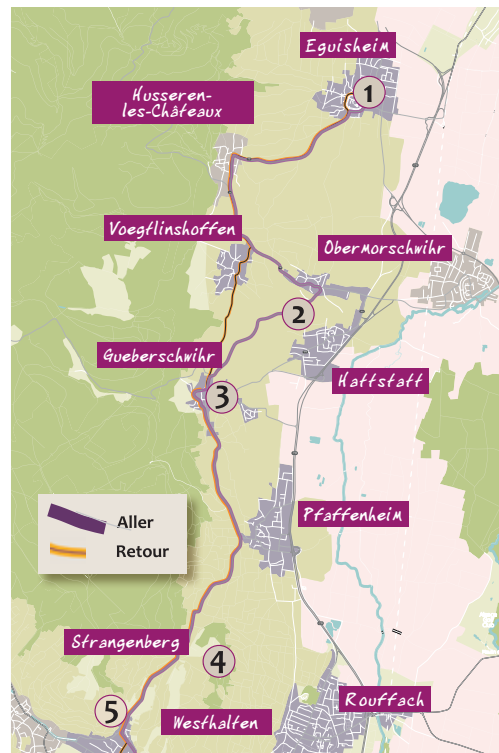 Eguisheim
1
Husseren-
les-Châteaux
Voegtlinshoffen
Obermorschwihr
2
Gueberschwihr
Hattstatt
3
Aller
Retour
Pfaffenheim
Strangenberg
4
5
Westhalten
Rouffach